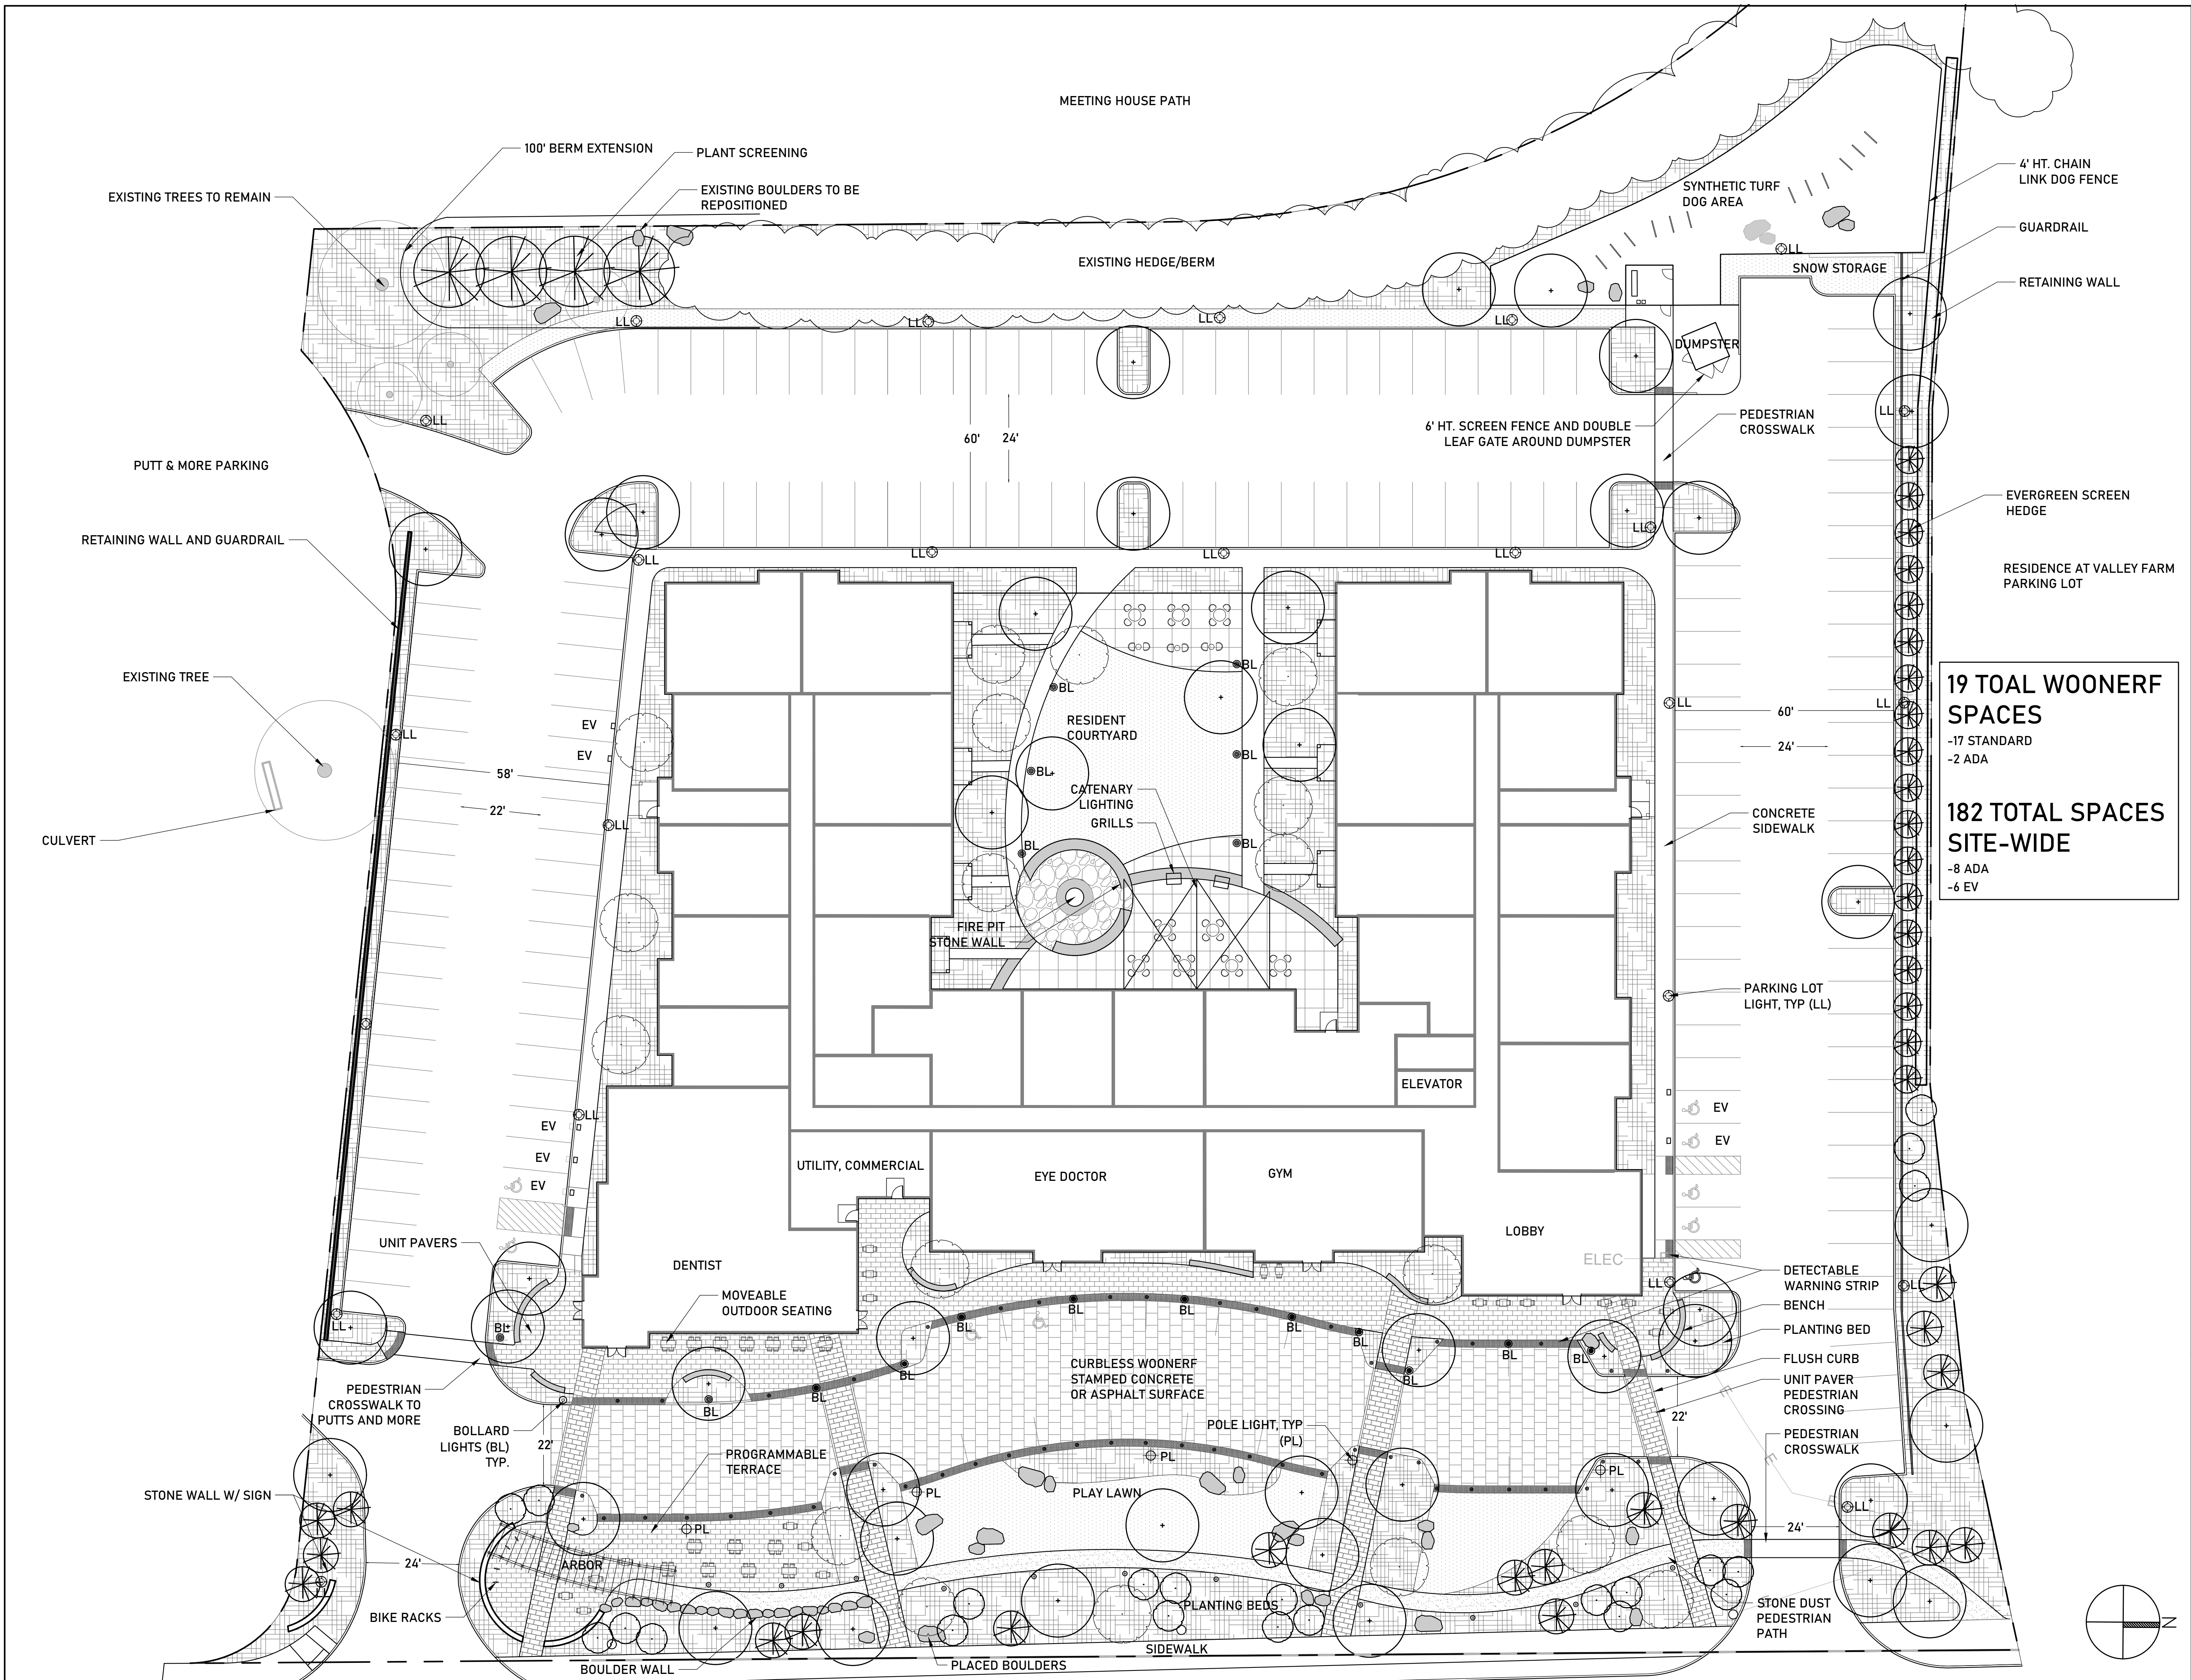 MEETING HOUSE PATH
100' BERM EXTENSION
PLANT SCREENING
EXISTING TREES TO REMAIN
EXISTING BOULDERS TO BE
REPOSITIONED
SYNTHETIC TURF
DOG AREA
4' HT. CHAIN
LINK DOG FENCE
GUARDRAIL
EXISTING HEDGE/BERM
LL
SNOW STORAGE
RETAINING WALL
LL
LL
LL
LL
DUMPSTER
LL
LL
PEDESTRIAN
CROSSWALK
6' HT. SCREEN FENCE AND DOUBLE
LEAF GATE AROUND DUMPSTER
60'
24'
PUTT & MORE PARKING
EVERGREEN SCREEN
HEDGE
RETAINING WALL AND GUARDRAIL
LL
LL
LL
LL
LL
RESIDENCE AT VALLEY FARM
PARKING LOT
EXISTING TREE
BL
BL
RESIDENT
COURTYARD
EV
EV
LL
LL
60'
LL
24'
19 TOAL WOONERF
SPACES
-17 STANDARD
-2 ADA
182 TOTAL SPACES
SITE-WIDE
-8 ADA
-6 EV
BL
BL
58'
22'
CATENARY
LIGHTING
GRILLS
LL
CULVERT
BL
BL
CONCRETE
SIDEWALK
FIRE PIT
STONE WALL
PARKING LOT
LIGHT, TYP (LL)
ELEVATOR
LL
EV
EV
EV
EV
EV
UTILITY, COMMERCIAL
EYE DOCTOR
GYM
LOBBY
UNIT PAVERS
DENTIST
ELEC
MOVEABLE
OUTDOOR SEATING
LL
LL
DETECTABLE
WARNING STRIP
BENCH
PLANTING BED
FLUSH CURB
UNIT PAVER
PEDESTRIAN
CROSSING
PEDESTRIAN
CROSSWALK
LL
BL
BL
BL
BL
BL
BL
BL
BL
BL
BL
BL
BL
CURBLESS WOONERF
STAMPED CONCRETE
OR ASPHALT SURFACE
PEDESTRIAN
CROSSWALK TO
PUTTS AND MORE
BOLLARD
LIGHTS (BL)
TYP.
22'
22'
POLE LIGHT, TYP
(PL)
PROGRAMMABLE
TERRACE
PL
PL
PL
PL
PLAY LAWN
STONE WALL W/ SIGN
LL
24'
24'
ARBOR
BIKE RACKS
PLANTING BEDS
STONE DUST
PEDESTRIAN
PATH
SIDEWALK
BOULDER WALL
PLACED BOULDERS
N